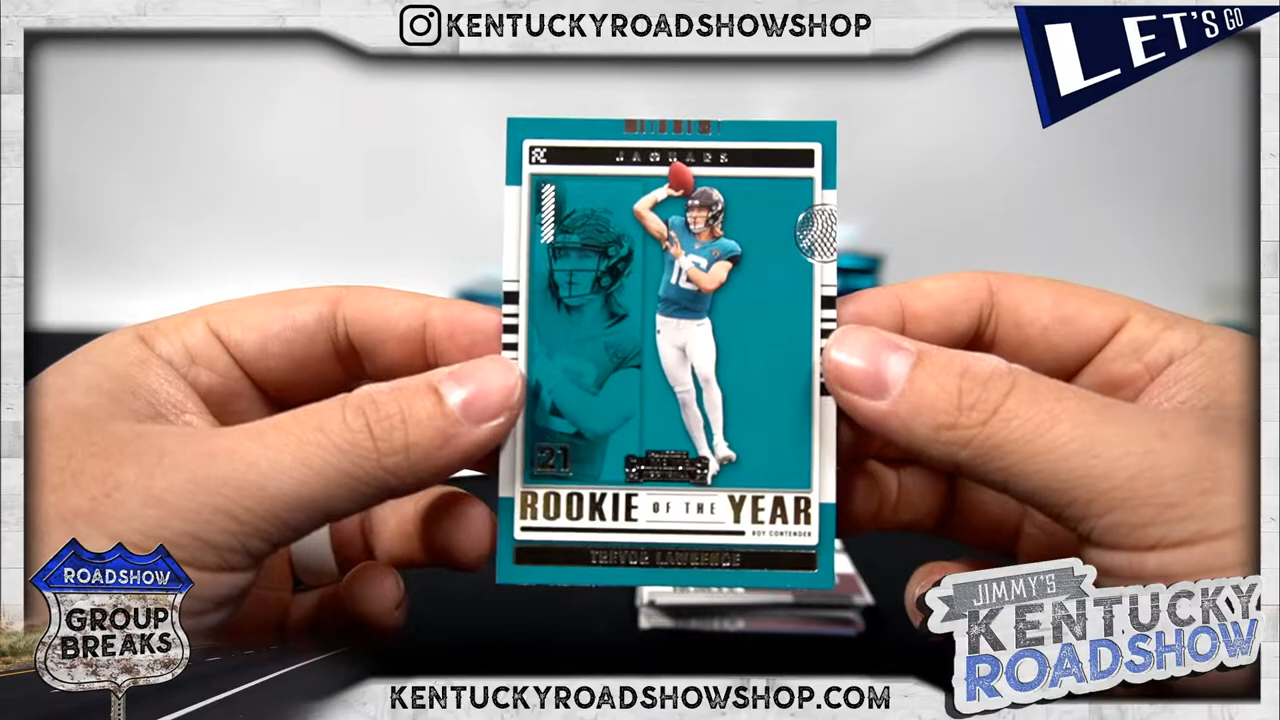 KENTUCKYROADSHOWSHOP
LET'S GO
JAGUARS
16
21
ROOKIE OF THE YEAR
ROY CONTENDER
TREVOR LAWRENCE
ROADSHOW
GROUP
BREAKS
JIMMY'S
KENTUCKY
ROADSHOW
KENTUCKYROADSHOWSHOP.COM